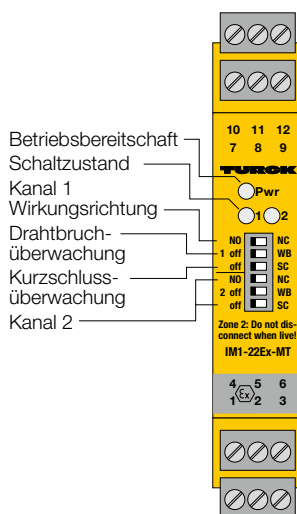 10 11 12
7 8 9
TURCK
Betriebsbereitschaft
Pwr
Schaltzustand
1 2
Kanal 1
Wirkungsrichtung
NO NC
Drahtbruch-
überwachung
1 off WB
Kurzschluss-
überwachung
off SC
Kanal 2
NO NC
2 off WB
off SC
Zone 2: Do not dis-
connect when live!
IM1-22Ex-MT
4 5 6
Ex
1 2 3